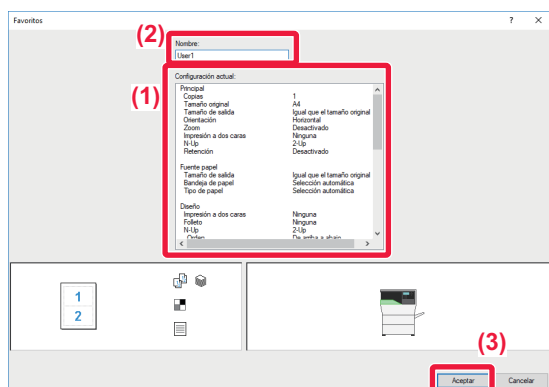 Favoritos ? ×
(2)
Nombre:
User1
(1)
Configuración actual:
Principal
Copias 1
Tamaño original A4
Tamaño de salida Igual que el tamaño original
Orientación Horizontal
Zoom Desactivado
Impresión a dos caras Ninguna
N-Up 2-Up
Retención Desactivado
Fuente papel
Tamaño de salida Igual que el tamaño original
Bandeja de papel Selección automática
Tipo de papel Selección automática
Diseño
Impresión a dos caras Ninguna
Folleto Ninguna
N-Up 2-Up
Orden De arriba a abajo
1
2
(3)
Aceptar Cancelar